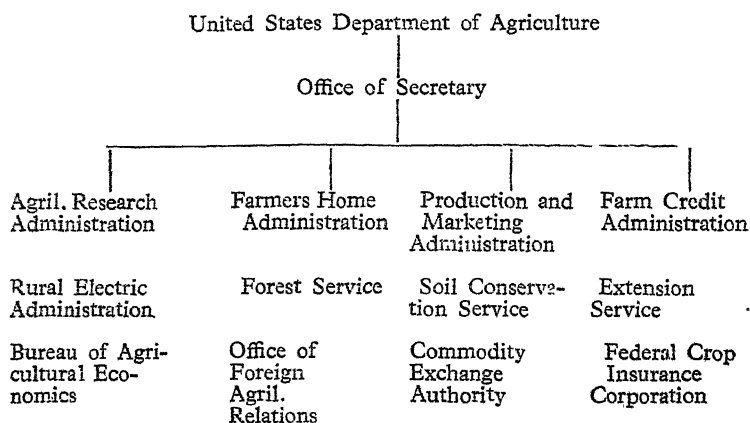 United States Department of Agriculture
Office of Secretary
Agril. Research
Administration
Farmers Home
Administration
Production and
Marketing
Administration
Farm Credit
Administration
Rural Electric
Administration
Forest Service
Soil Conserva-
tion Service
Extension
Service
Bureau of Agri-
cultural Eco-
nomics
Office of
Foreign
Agril.
Relations
Commodity
Exchange
Authority
Federal Crop
Insurance
Corporation